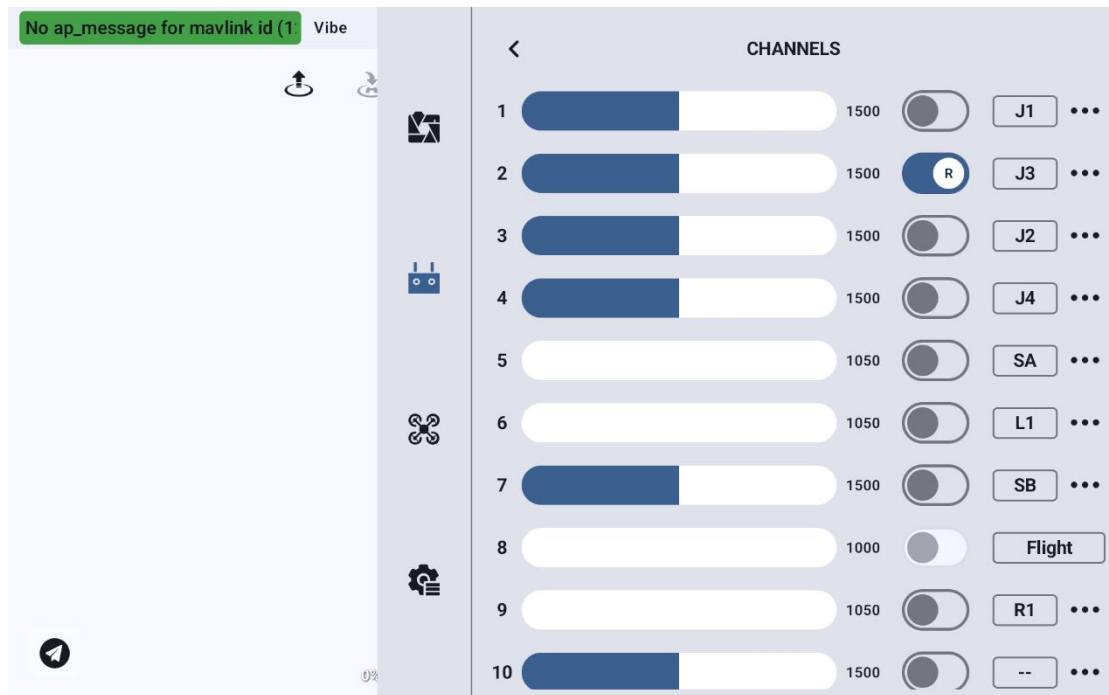 No ap_message for mavlink id (1
Vibe
CHANNELS
1 1500 J1
2 1500 R J3
3 1500 J2
4 1500 J4
5 1050 SA
6 1050 L1
7 1500 SB
8 1000 Flight
9 1050 R1
10 1500 --
0%